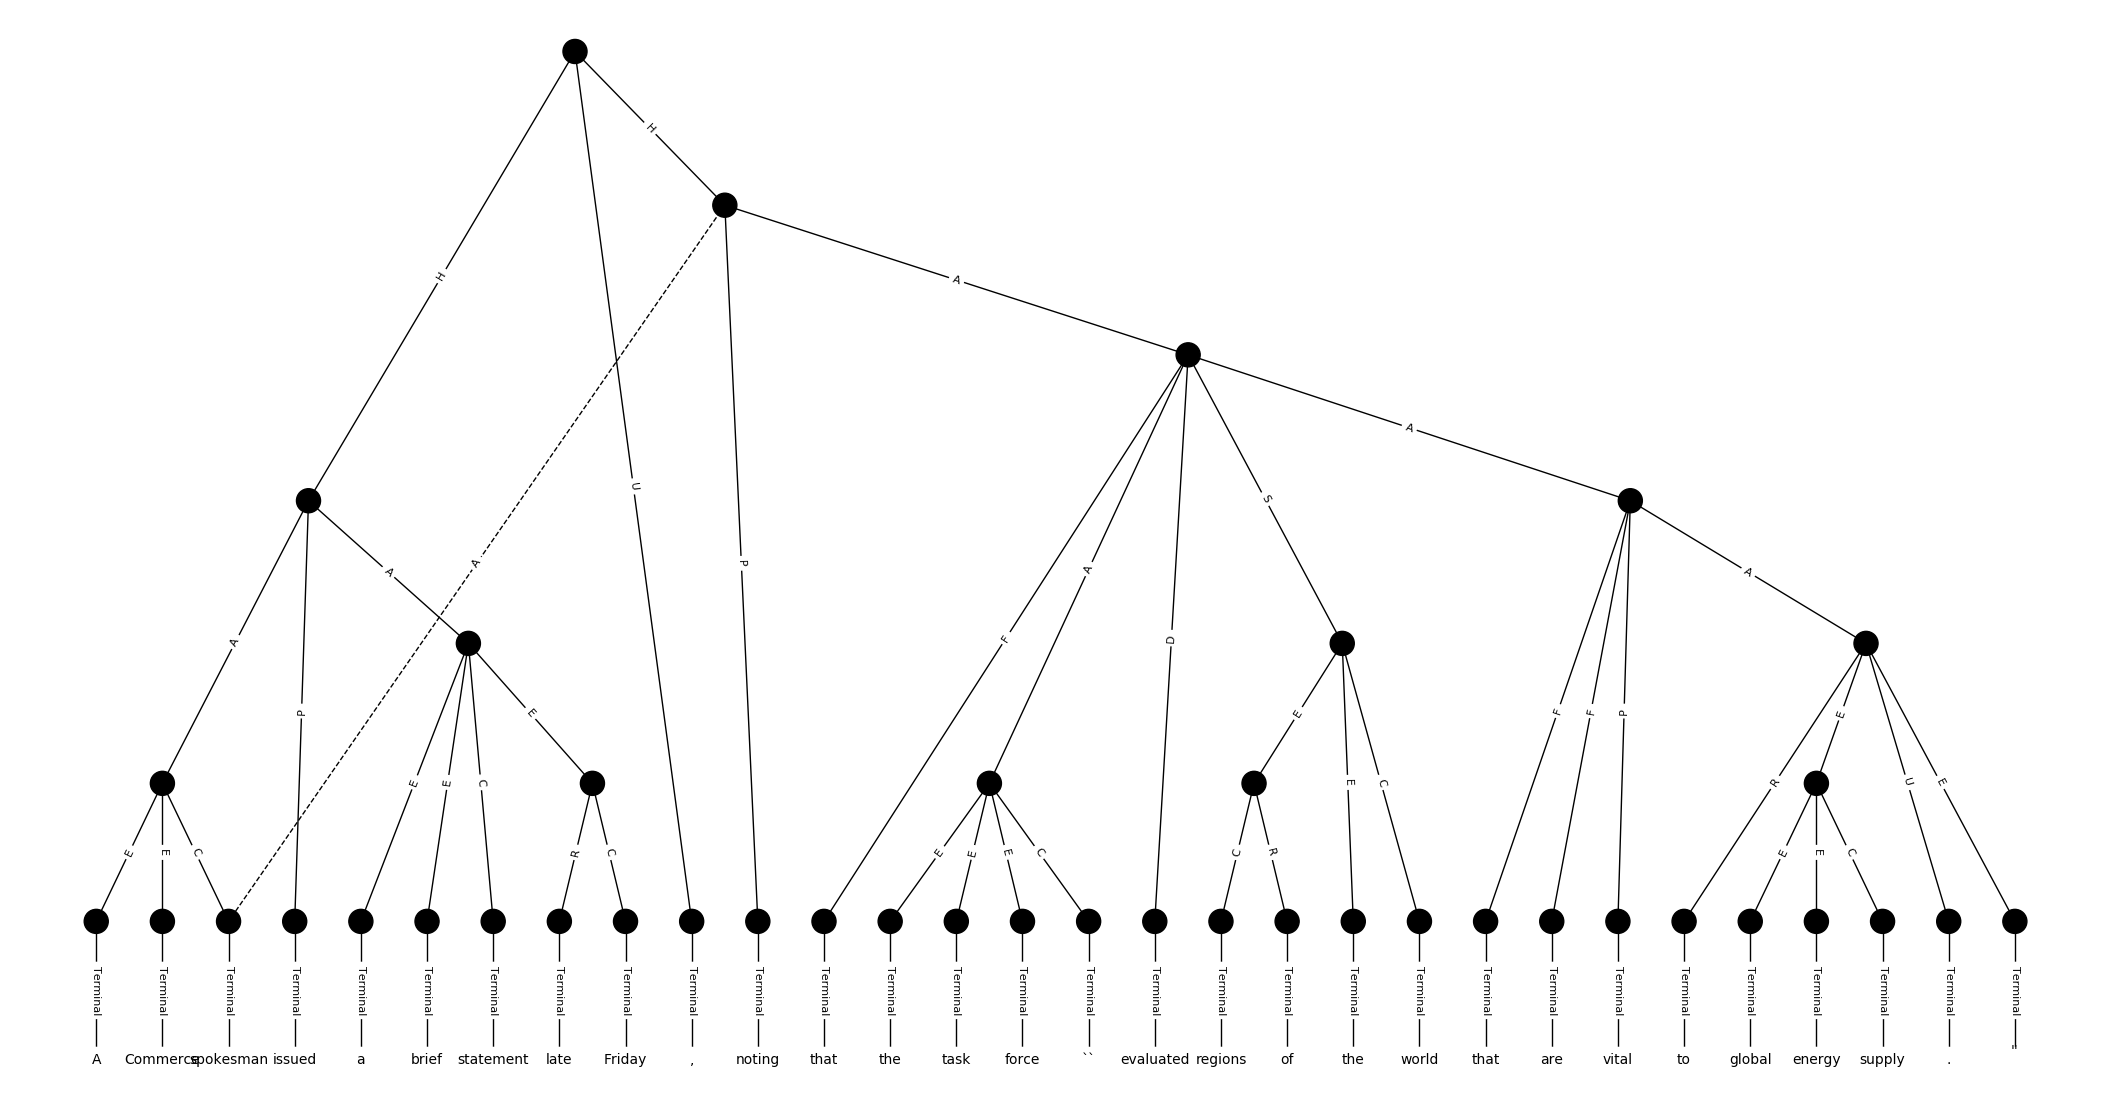 H
H
A
A
H
U
S
A
A
P
A
A
F
A
D
P
E
E
R
F
F
P
E
E
E
C
E
U
E
E
E
C
R
C
E
E
E
C
C
R
E
C
E
E
C
Terminal Terminal Terminal Terminal Terminal Terminal Terminal Terminal Terminal Terminal Terminal Terminal Terminal Terminal Terminal Terminal Terminal Terminal Terminal Terminal Terminal Terminal Terminal Terminal Terminal Terminal Terminal Terminal Terminal Terminal
A Commerce spokesman issued a brief statement late Friday , noting that the task force `` evaluated regions of the world that are vital to global energy supply . "